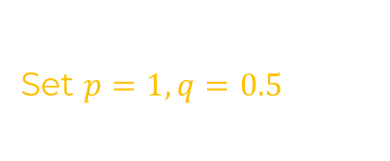 Set p = 1, q = 0.5